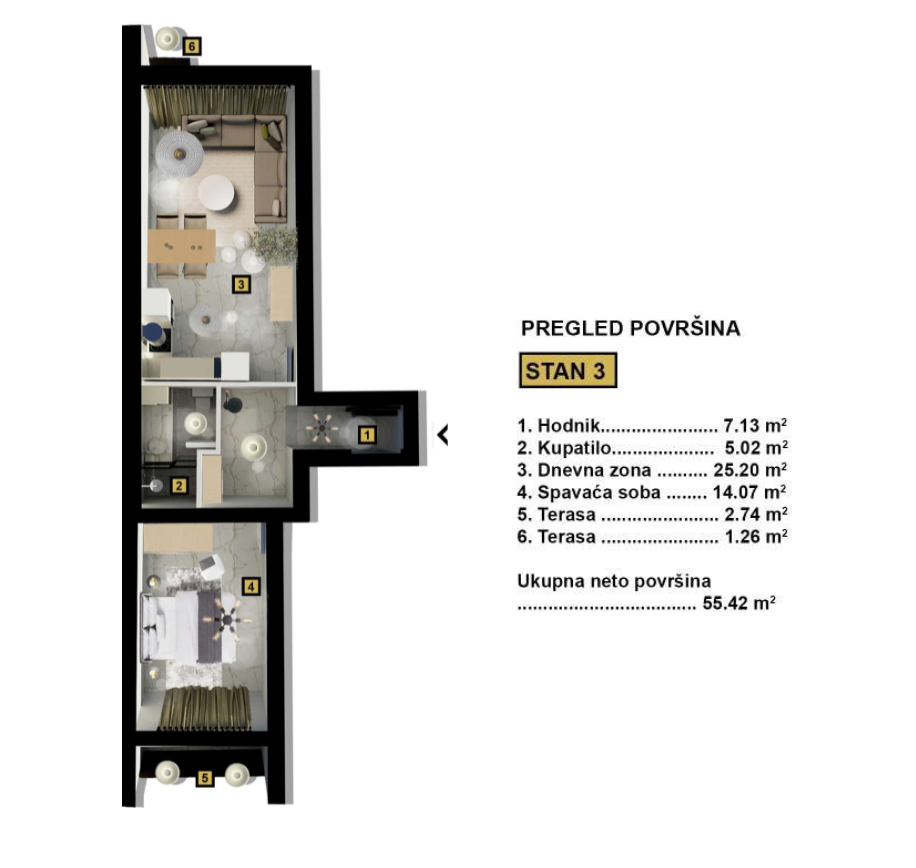 6
3
1
2
4
5
PREGLED POVRŠINA
STAN 3
1. Hodnik....................... 7.13 m²
2. Kupatilo.................... 5.02 m²
3. Dnevna zona .......... 25.20 m²
4. Spavaća soba ........ 14.07 m²
5. Terasa ....................... 2.74 m²
6. Terasa ....................... 1.26 m²
Ukupna neto površina
................................... 55.42 m²